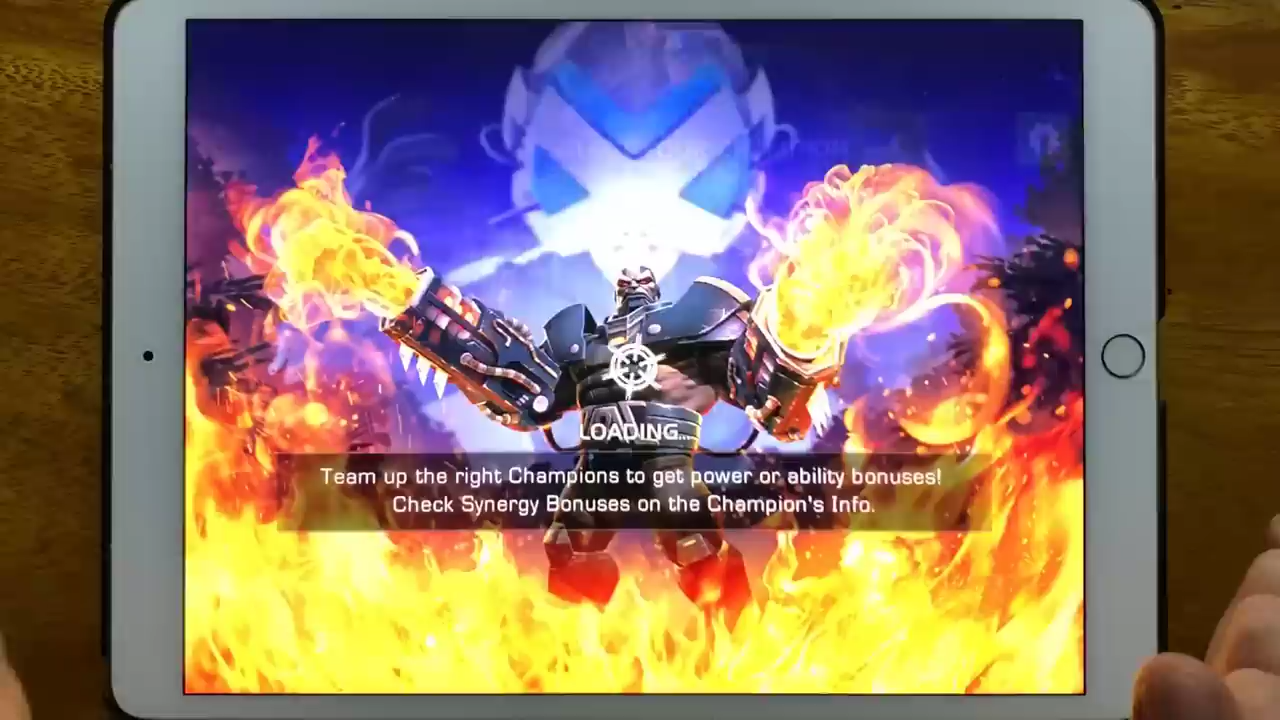 LOADING...
Team up the right Champions to get power or ability bonuses!
Check Synergy Bonuses on the Champion's Info.